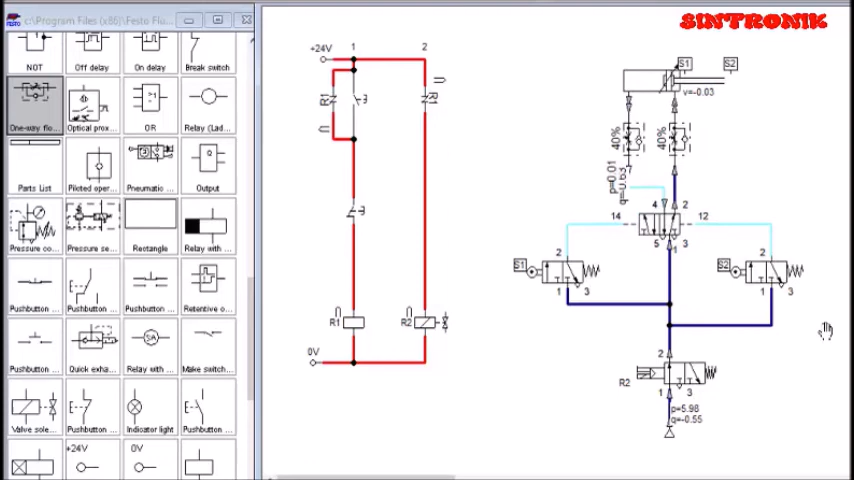 c:\Program Files (x86)\Festo Flo...
SINTRONIK
NOT
Off delay
On delay
Break switch
One-way flo...
Optical prox...
OR
Relay (Lad...
Parts List
Piloted oper...
Pneumatic ...
Output
Pressure co...
Pressure se...
Rectangle
Relay with ...
Pushbutton
Pushbutton ...
Pushbutton ...
Retentive o...
Pushbutton...
Quick exha...
Relay with ...
Make switch...
Valve sole...
Pushbutton ...
Indicator light
Pushbutton ...
+24V
0V
+24V
1
2
R1
R1
R1
R2
0V
S1
S2
v=-0.03
40%
40%
p=0.01
q=-0.63
4
2
14
12
5
1
3
S1
2
1
3
S2
2
1
3
2
R2
1
3
p=5.98
q=-0.55